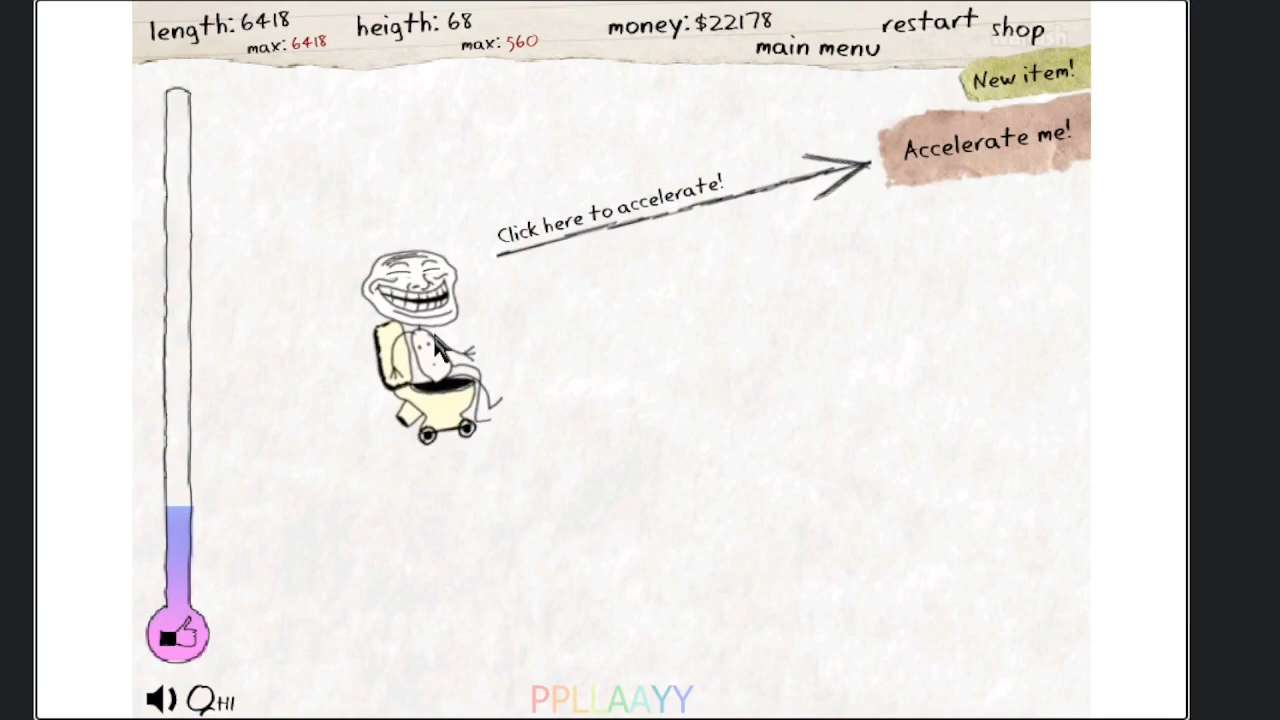 length: 6418
max: 6418
heigth: 68
max: 560
money: $22178
main menu
restart
shop
New item!
Accelerate me!
Click here to accelerate!
QHI
PPLLAAYY